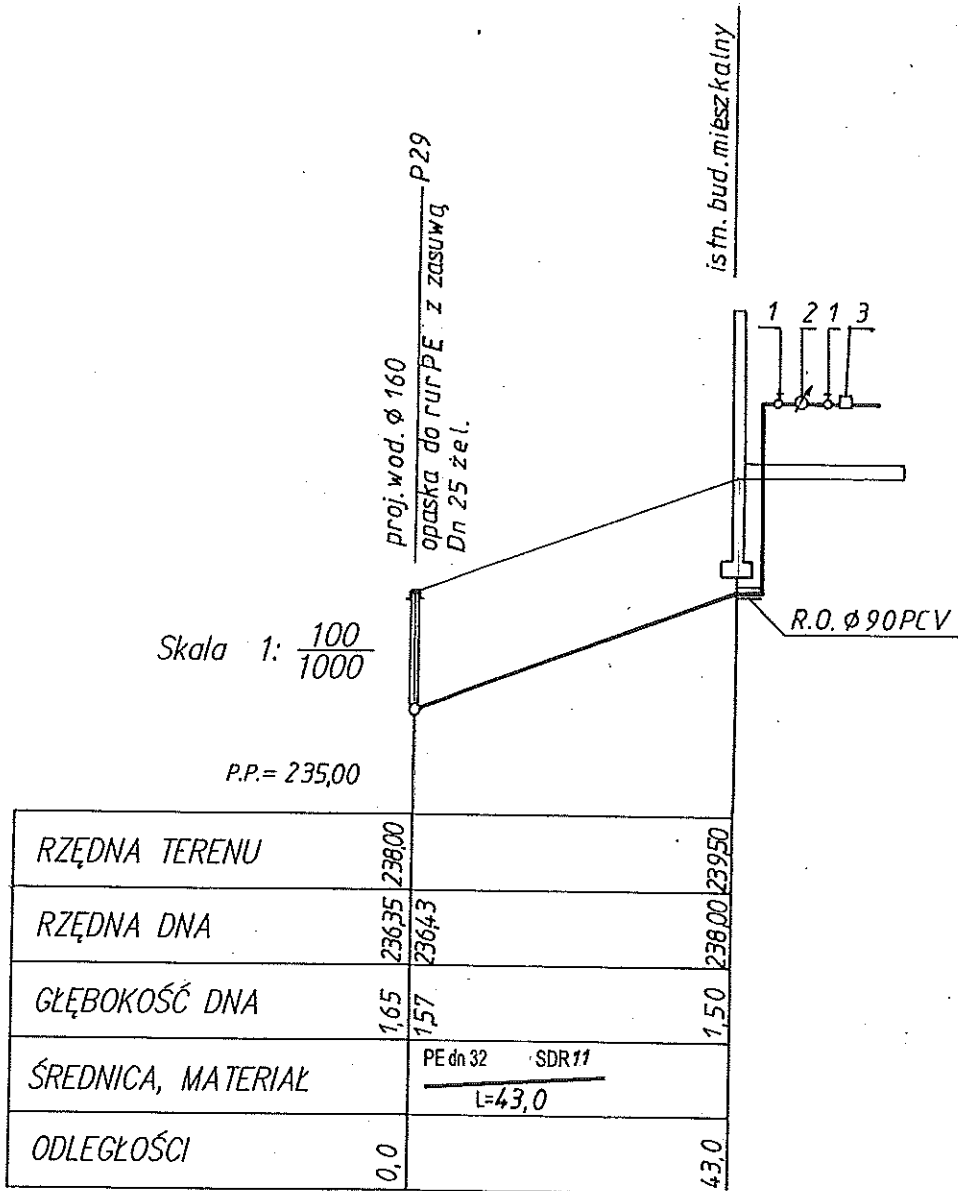 istn. bud. mieszkalny
P29
proj. wod. Ø 160
opaska do rur PE z zasuwą
Dn 25 żel.
1 2 1 3
R.O. Ø 90 PCV
Skala 1: 100
1000
P.P.= 235,00
RZĘDNA TERENU 238,00 239,50
RZĘDNA DNA 236,35 236,43 238,00
GŁĘBOKOŚĆ DNA 1,65 1,57 1,50
ŚREDNICA, MATERIAŁ PE dn 32 SDR 11
L=43,0
ODLEGŁOŚCI 0,0 43,0